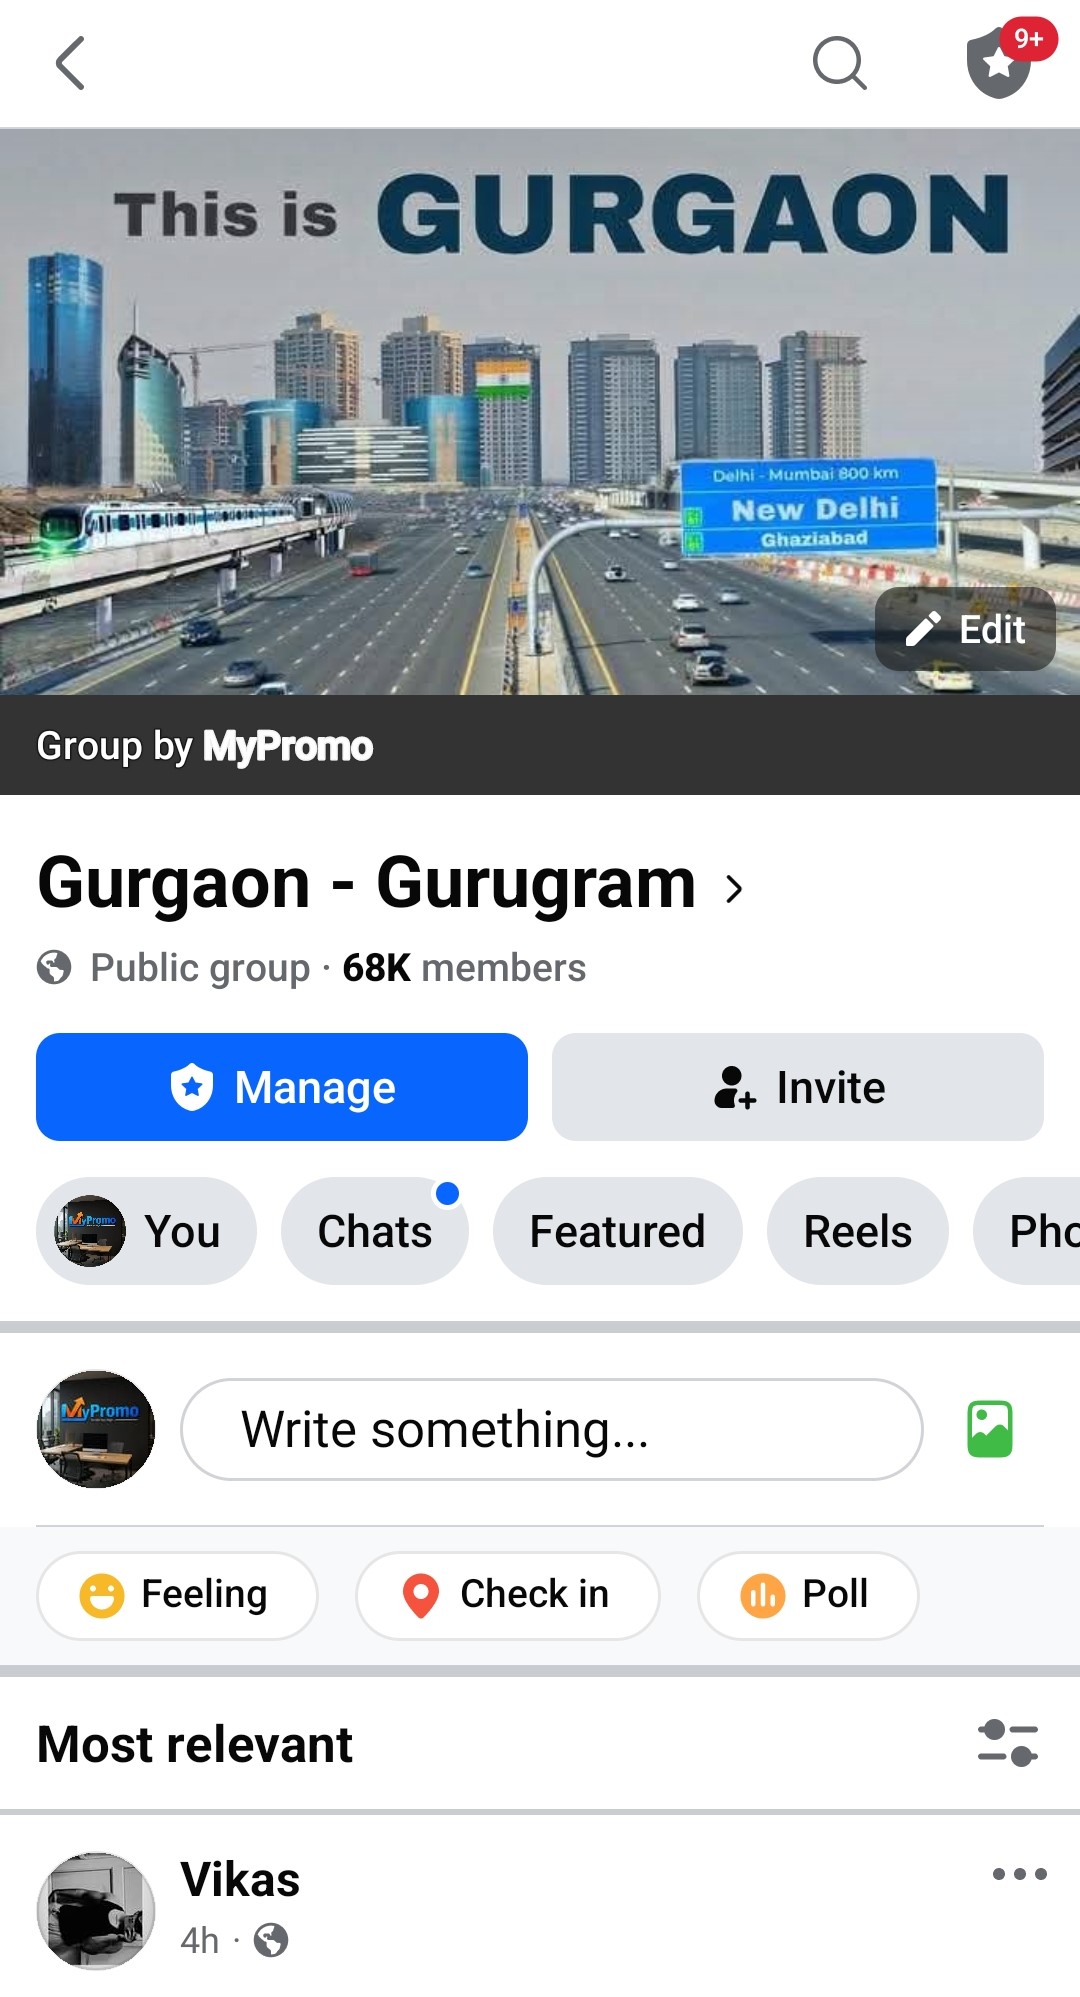 9+
This is GURGAON
Delhi - Mumbai 800 km
New Delhi
Ghaziabad
Edit
Group by MyPromo
Gurgaon - Gurugram
Public group · 68K members
Manage
Invite
MyPromo
You
Chats
Featured
Reels
Pho
MyPromo
Write something...
Feeling
Check in
Poll
Most relevant
Vikas
4h ·